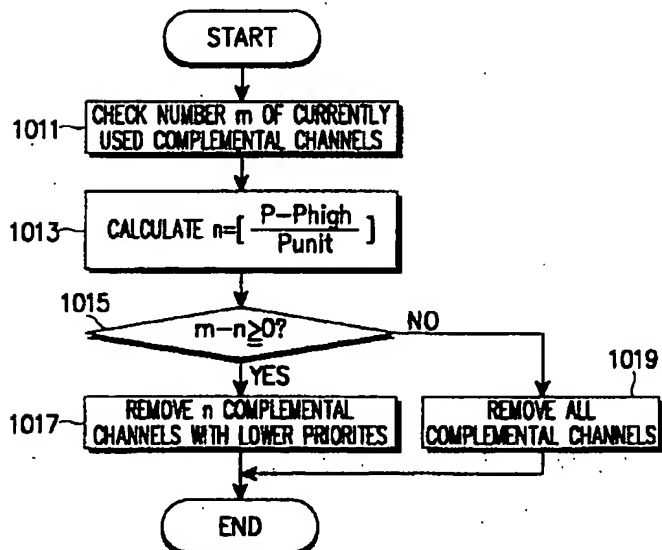 START
1011
CHECK NUMBER m OF CURRENTLY
USED COMPLEMENTAL CHANNELS
1013
CALCULATE n=[ P-Phigh / Punit ]
1015
m-n≧0?
NO
YES
1017
REMOVE n COMPLEMENTAL
CHANNELS WITH LOWER PRIORITES
1019
REMOVE ALL
COMPLEMENTAL CHANNELS
END